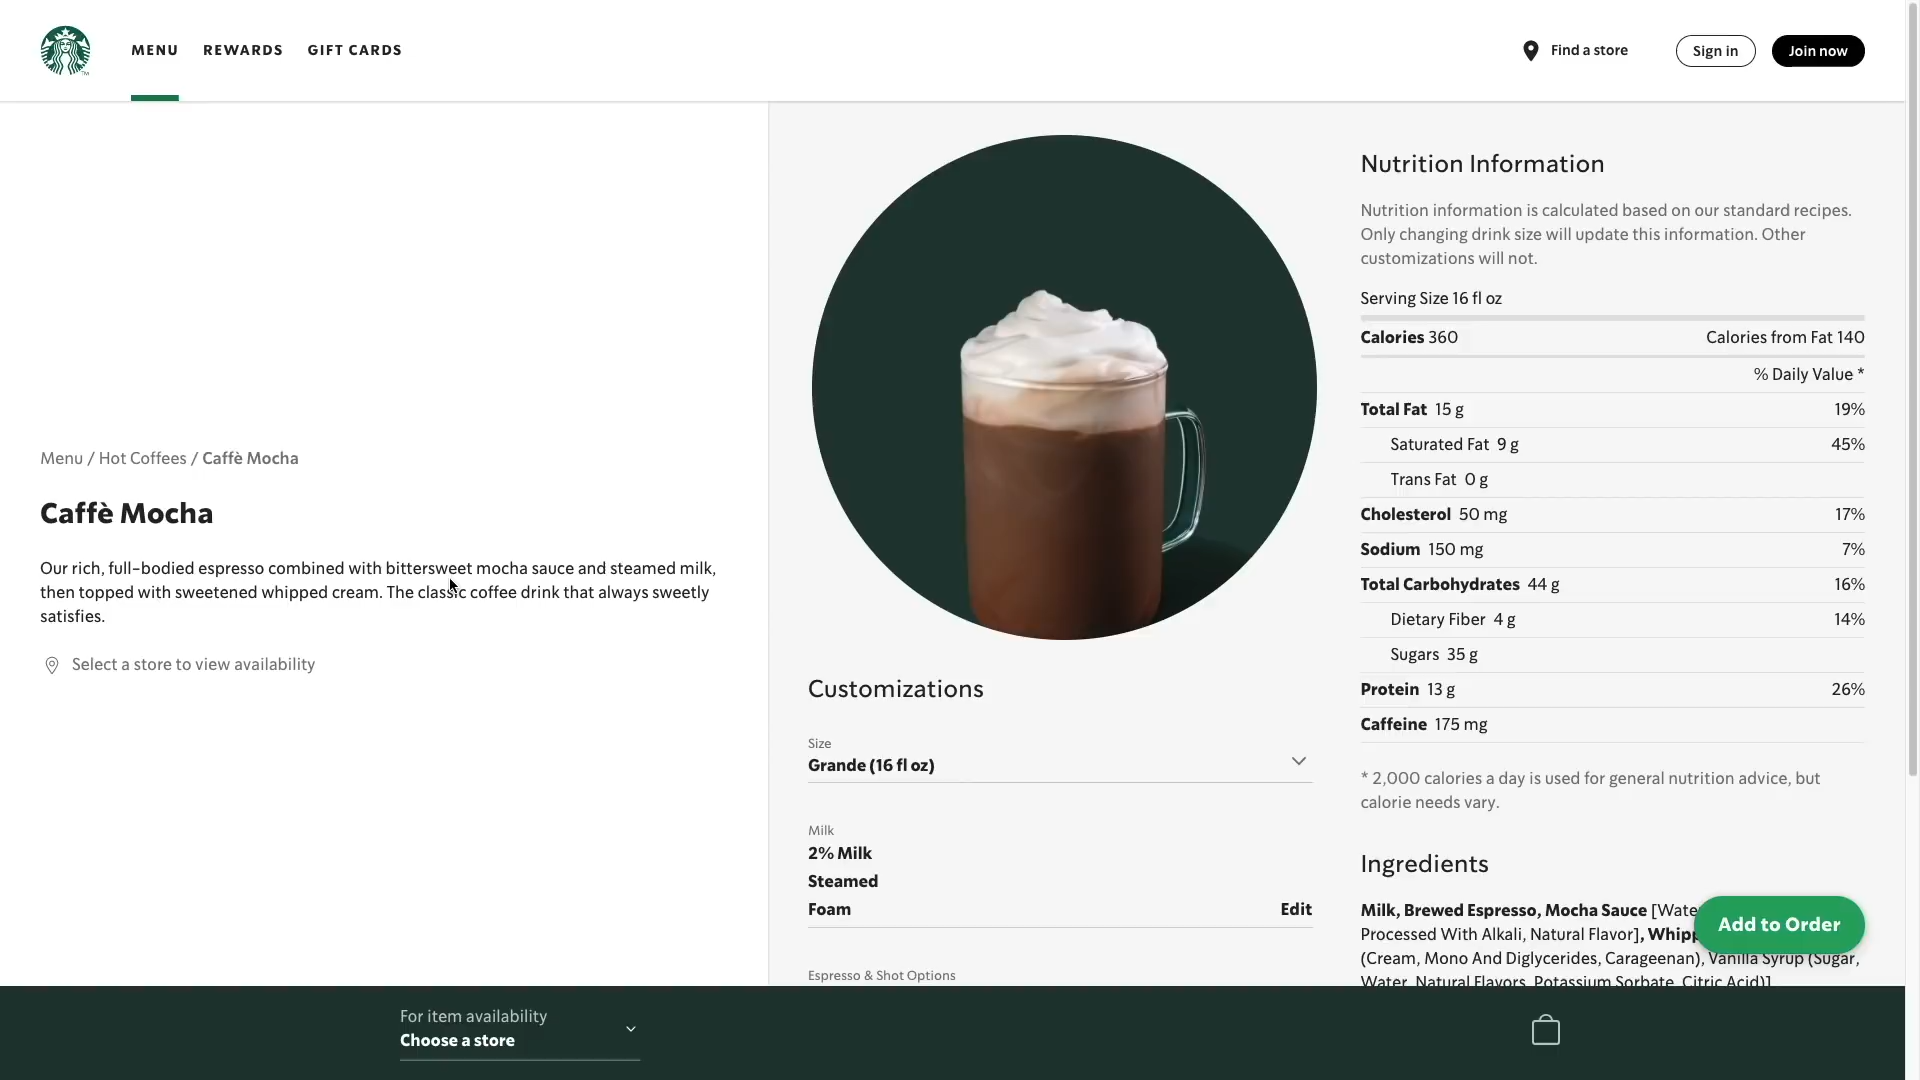 MENU REWARDS GIFT CARDS
Find a store
Sign in
Join now
TM
Menu / Hot Coffees / Caffè Mocha
Caffè Mocha
Our rich, full-bodied espresso combined with bittersweet mocha sauce and steamed milk,
then topped with sweetened whipped cream. The classic coffee drink that always sweetly
satisfies.
Select a store to view availability
Customizations
Size
Grande (16 fl oz)
Milk
2% Milk
Steamed
Foam Edit
Espresso & Shot Options
Nutrition Information
Nutrition information is calculated based on our standard recipes.
Only changing drink size will update this information. Other
customizations will not.
Serving Size 16 fl oz
Calories 360 Calories from Fat 140
% Daily Value *
Total Fat 15 g 19%
Saturated Fat 9 g 45%
Trans Fat 0 g
Cholesterol 50 mg 17%
Sodium 150 mg 7%
Total Carbohydrates 44 g 16%
Dietary Fiber 4 g 14%
Sugars 35 g
Protein 13 g 26%
Caffeine 175 mg
* 2,000 calories a day is used for general nutrition advice, but
calorie needs vary.
Ingredients
Milk, Brewed Espresso, Mocha Sauce
Processed With Alkali, Natural Flavor],
(Cream, Mono And Diglycerides, Carageenan), Vanilla Syrup (Sugar,
Water, Natural Flavors, Potassium Sorbate, Citric Acid)]
Add to Order
For item availability
Choose a store